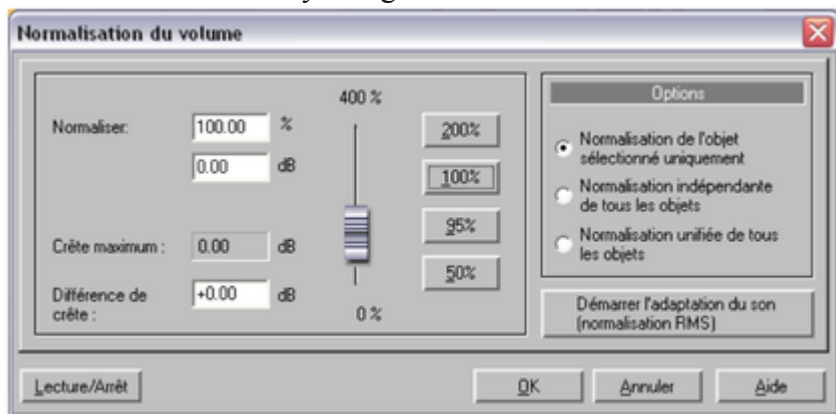 Normalisation du volume
Normaliser: 100.00 %
0.00 dB
Crête maximum : 0.00 dB
Différence de
crête : +0.00 dB
400 %
0 %
200%
100%
95%
50%
Options
Normalisation de l'objet
sélectionné uniquement
Normalisation indépendante
de tous les objets
Normalisation unifiée de tous
les objets
Démarrer l'adaptation du son
(normalisation RMS)
Lecture/Arrêt
OK
Annuler
Aide